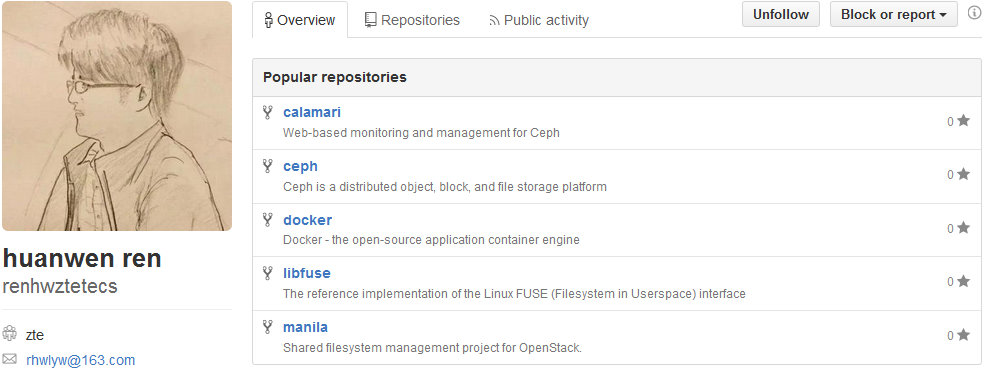 Overview
Repositories
Public activity
Unfollow
Block or report
Popular repositories
calamari
Web-based monitoring and management for Ceph
0
ceph
Ceph is a distributed object, block, and file storage platform
0
docker
Docker - the open-source application container engine
0
libfuse
The reference implementation of the Linux FUSE (Filesystem in Userspace) interface
0
manila
Shared filesystem management project for OpenStack.
0
huanwen ren
renhwztetecs
zte
rhwlyw@163.com